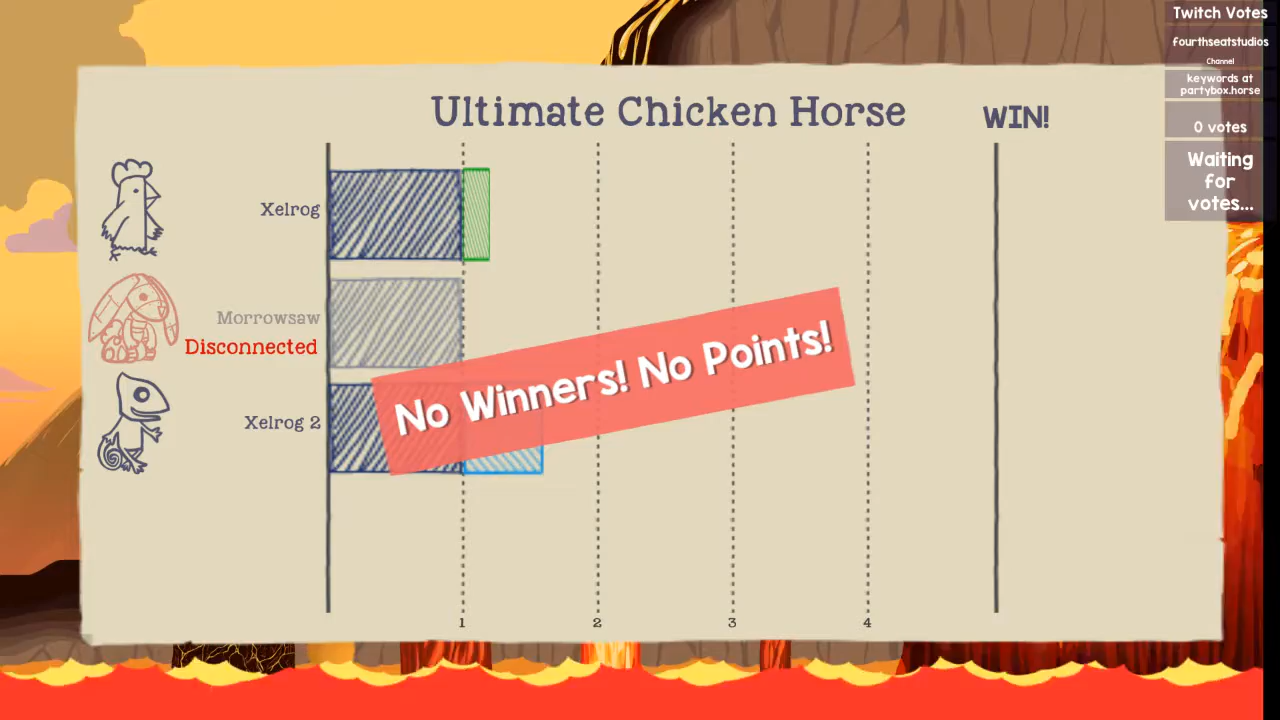 Ultimate Chicken Horse
WIN!
Xelrog
Morrowsaw
Disconnected
Xelrog 2
No Winners! No Points!
1
2
3
4
Twitch Votes
fourthseatstudios
Channel
keywords at
partybox.horse
0 votes
Waiting
for
votes...